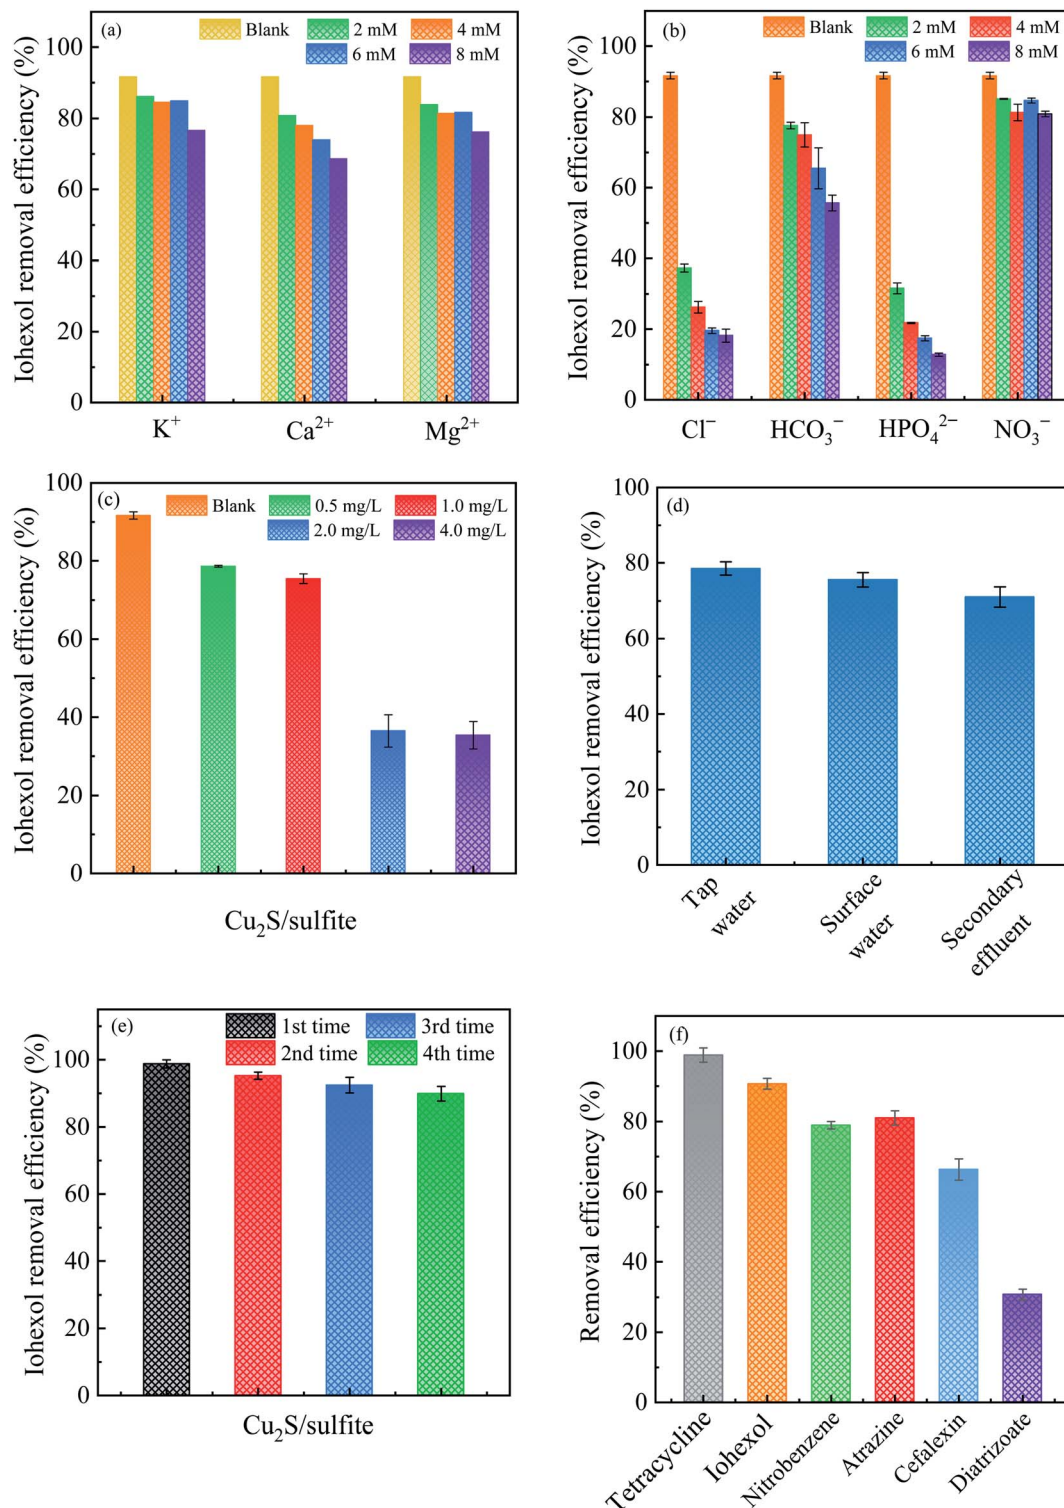 (a)
Blank 2 mM 4 mM
6 mM 8 mM
Iohexol removal efficiency (%)
100
80
60
40
20
0
K⁺ Ca²⁺ Mg²⁺
(b)
Blank 2 mM 4 mM
6 mM 8 mM
Iohexol removal efficiency (%)
100
80
60
40
20
0
Cl⁻ HCO₃⁻ HPO₄²⁻ NO₃⁻
(c)
Blank 0.5 mg/L 1.0 mg/L
2.0 mg/L 4.0 mg/L
Iohexol removal efficiency (%)
100
80
60
40
20
0
Cu₂S/sulfite
(d)
Iohexol removal efficiency (%)
100
80
60
40
20
0
Tap
water
Surface
water
Secondary
effluent
(e)
1st time 3rd time
2nd time 4th time
Iohexol removal efficiency (%)
100
80
60
40
20
0
Cu₂S/sulfite
(f)
Removal efficiency (%)
100
80
60
40
20
0
Tetracycline
Iohexol
Nitrobenzene
Atrazine
Cefalexin
Diatrizoate